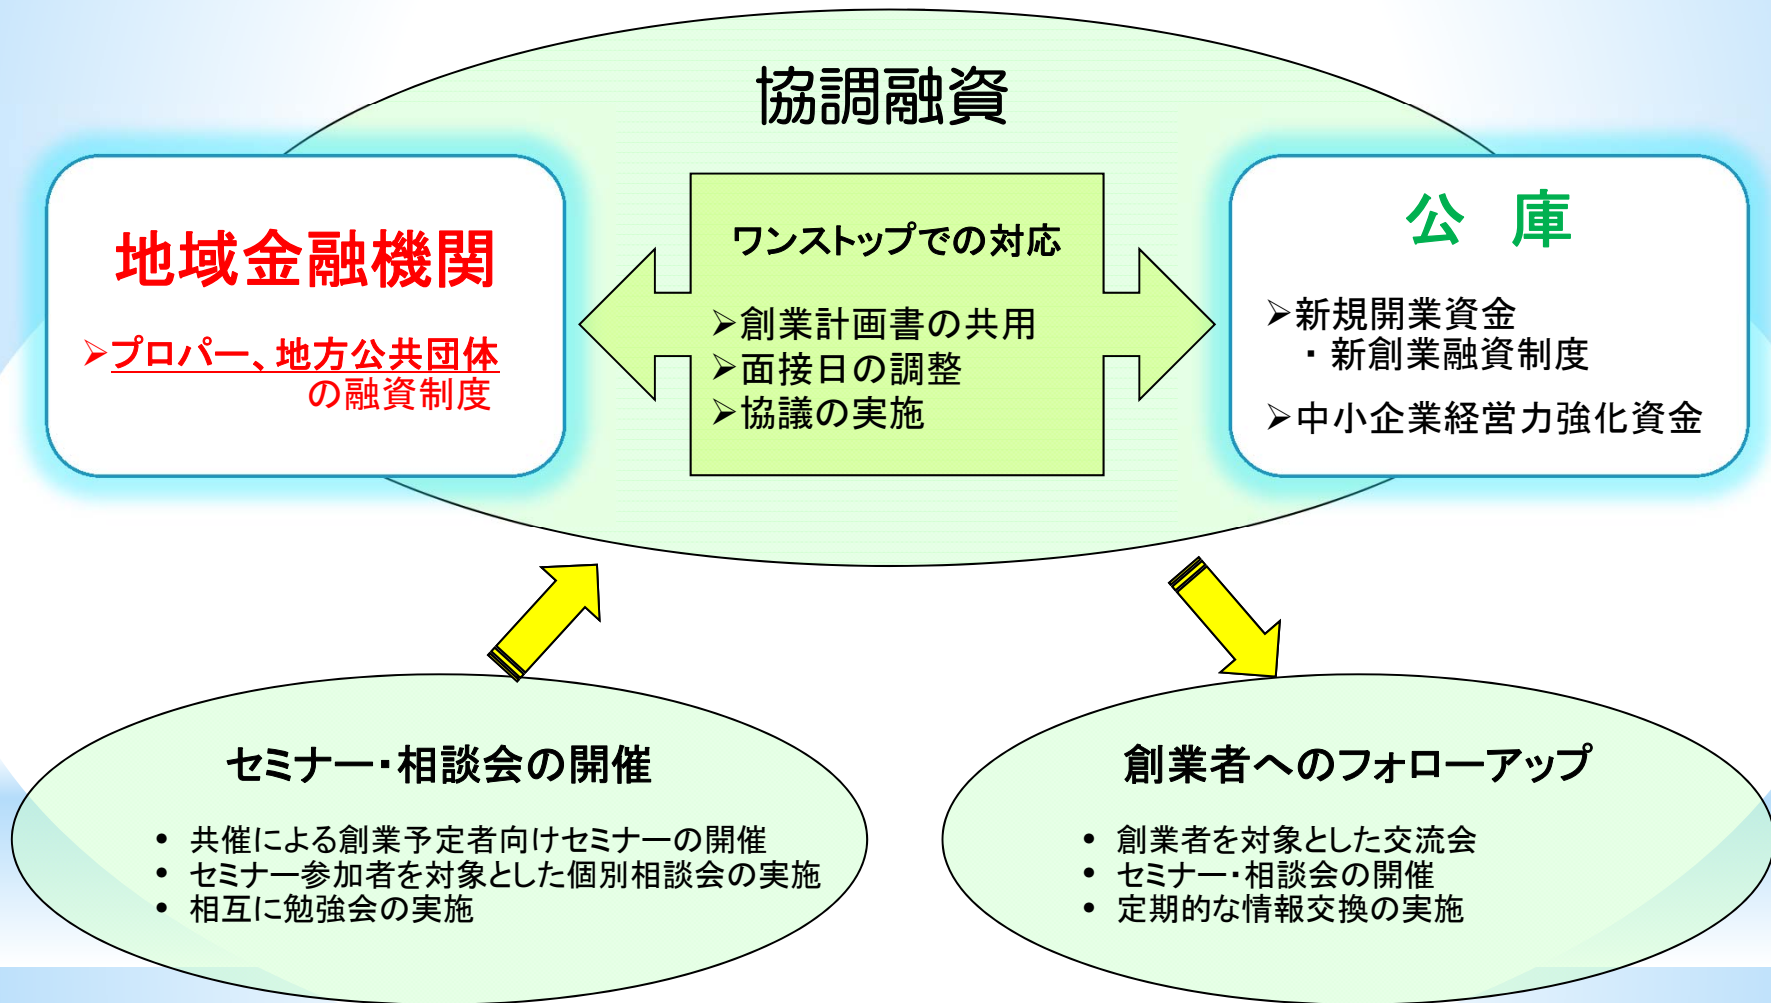 協調融資
地域金融機関
➢プロパー、地方公共団体
の融資制度
ワンストップでの対応
➢創業計画書の共用
➢面接日の調整
➢協議の実施
公　庫
➢新規開業資金
・新創業融資制度
➢中小企業経営力強化資金
セミナー・相談会の開催
• 共催による創業予定者向けセミナーの開催
• セミナー参加者を対象とした個別相談会の実施
• 相互に勉強会の実施
創業者へのフォローアップ
• 創業者を対象とした交流会
• セミナー・相談会の開催
• 定期的な情報交換の実施